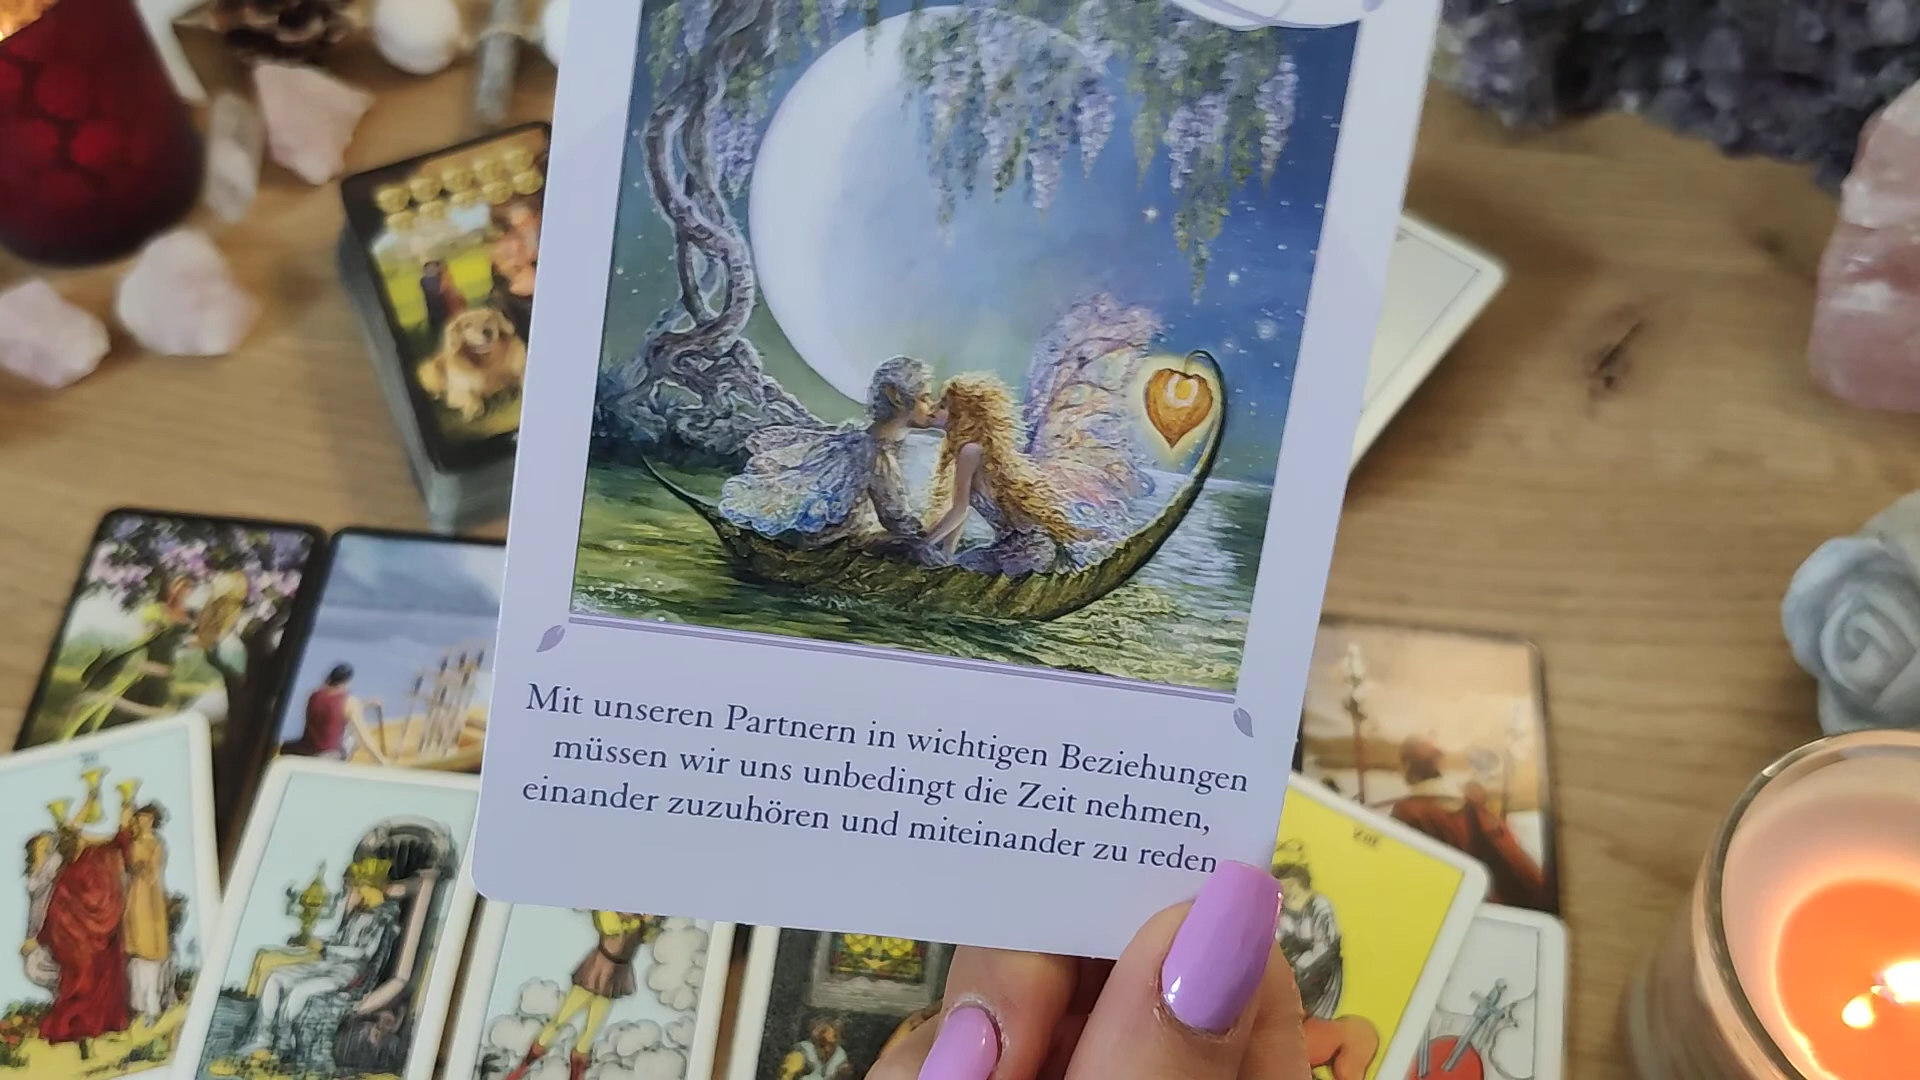 Mit unseren Partnern in wichtigen Beziehungen
müssen wir uns unbedingt die Zeit nehmen,
einander zuzuhören und miteinander zu reden